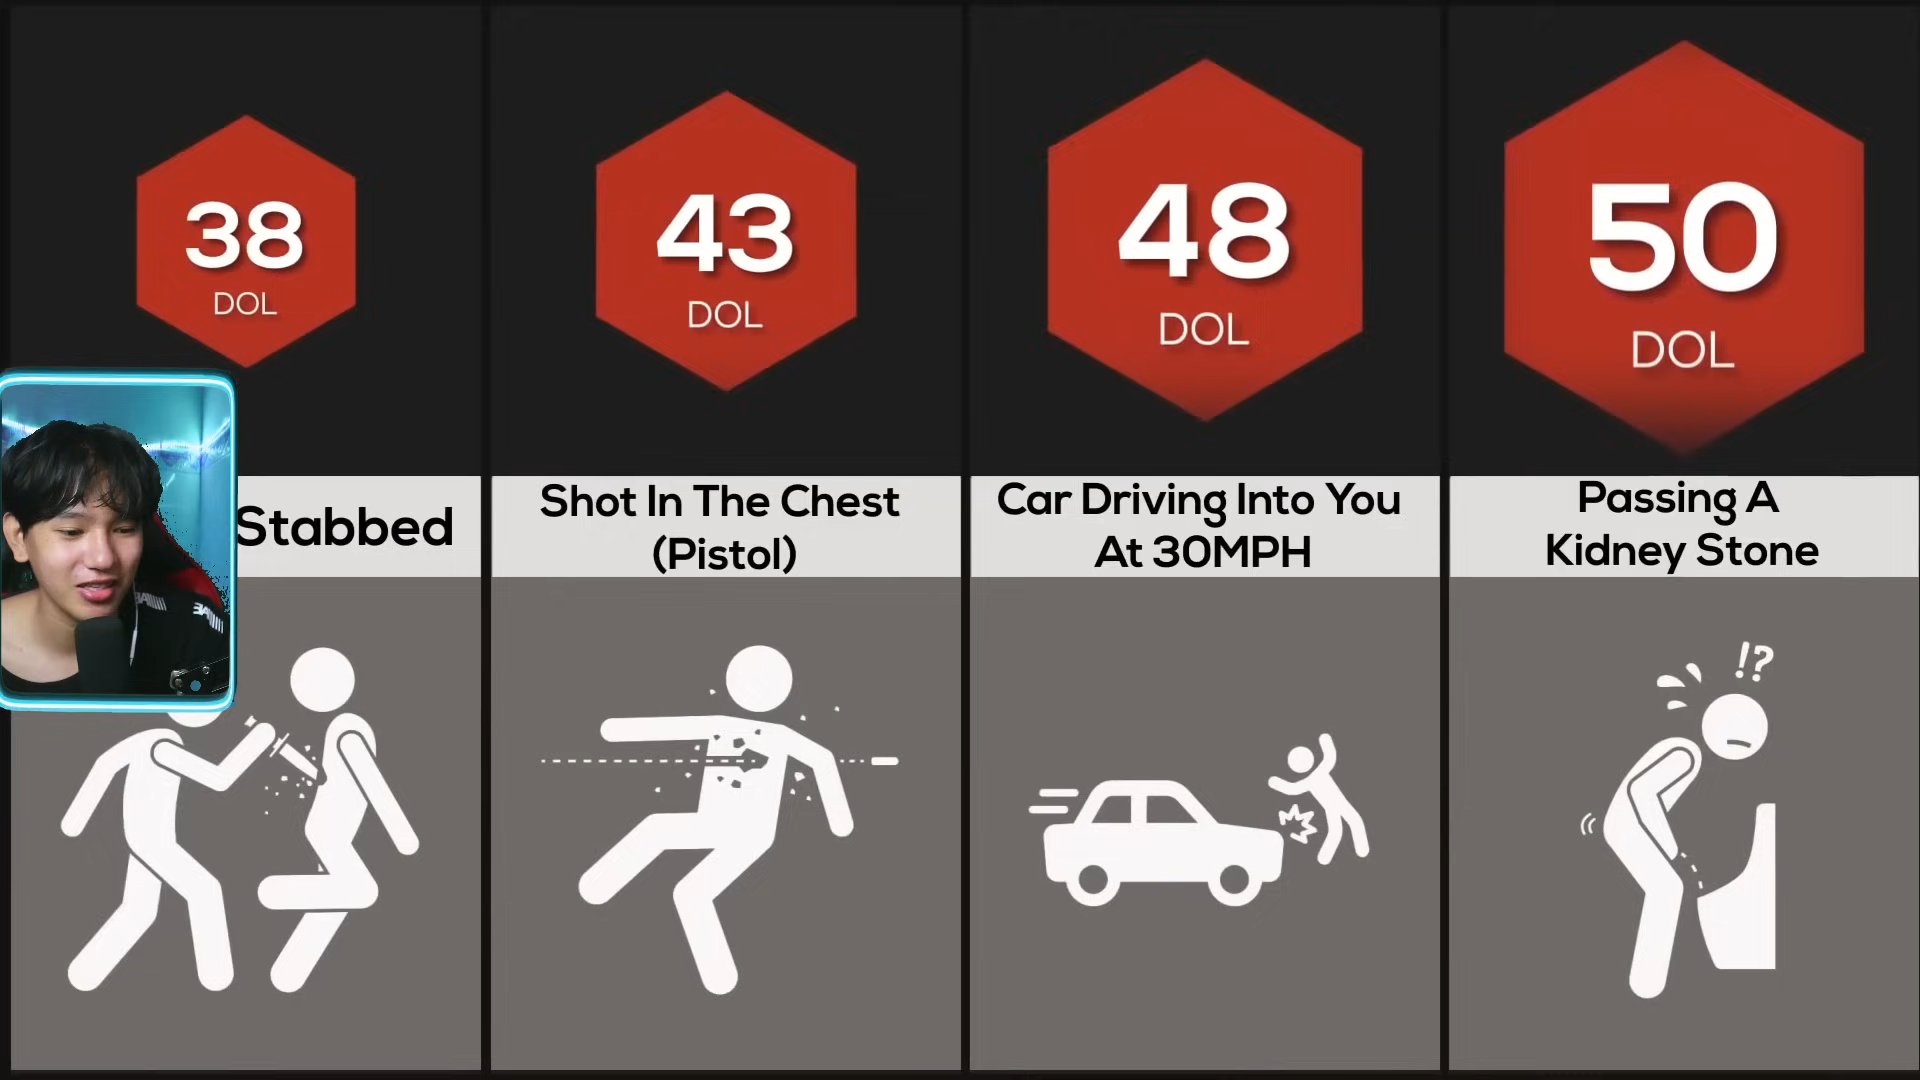 38
DOL
43
DOL
48
DOL
50
DOL
Stabbed
Shot In The Chest
(Pistol)
Car Driving Into You
At 30MPH
Passing A
Kidney Stone
!?